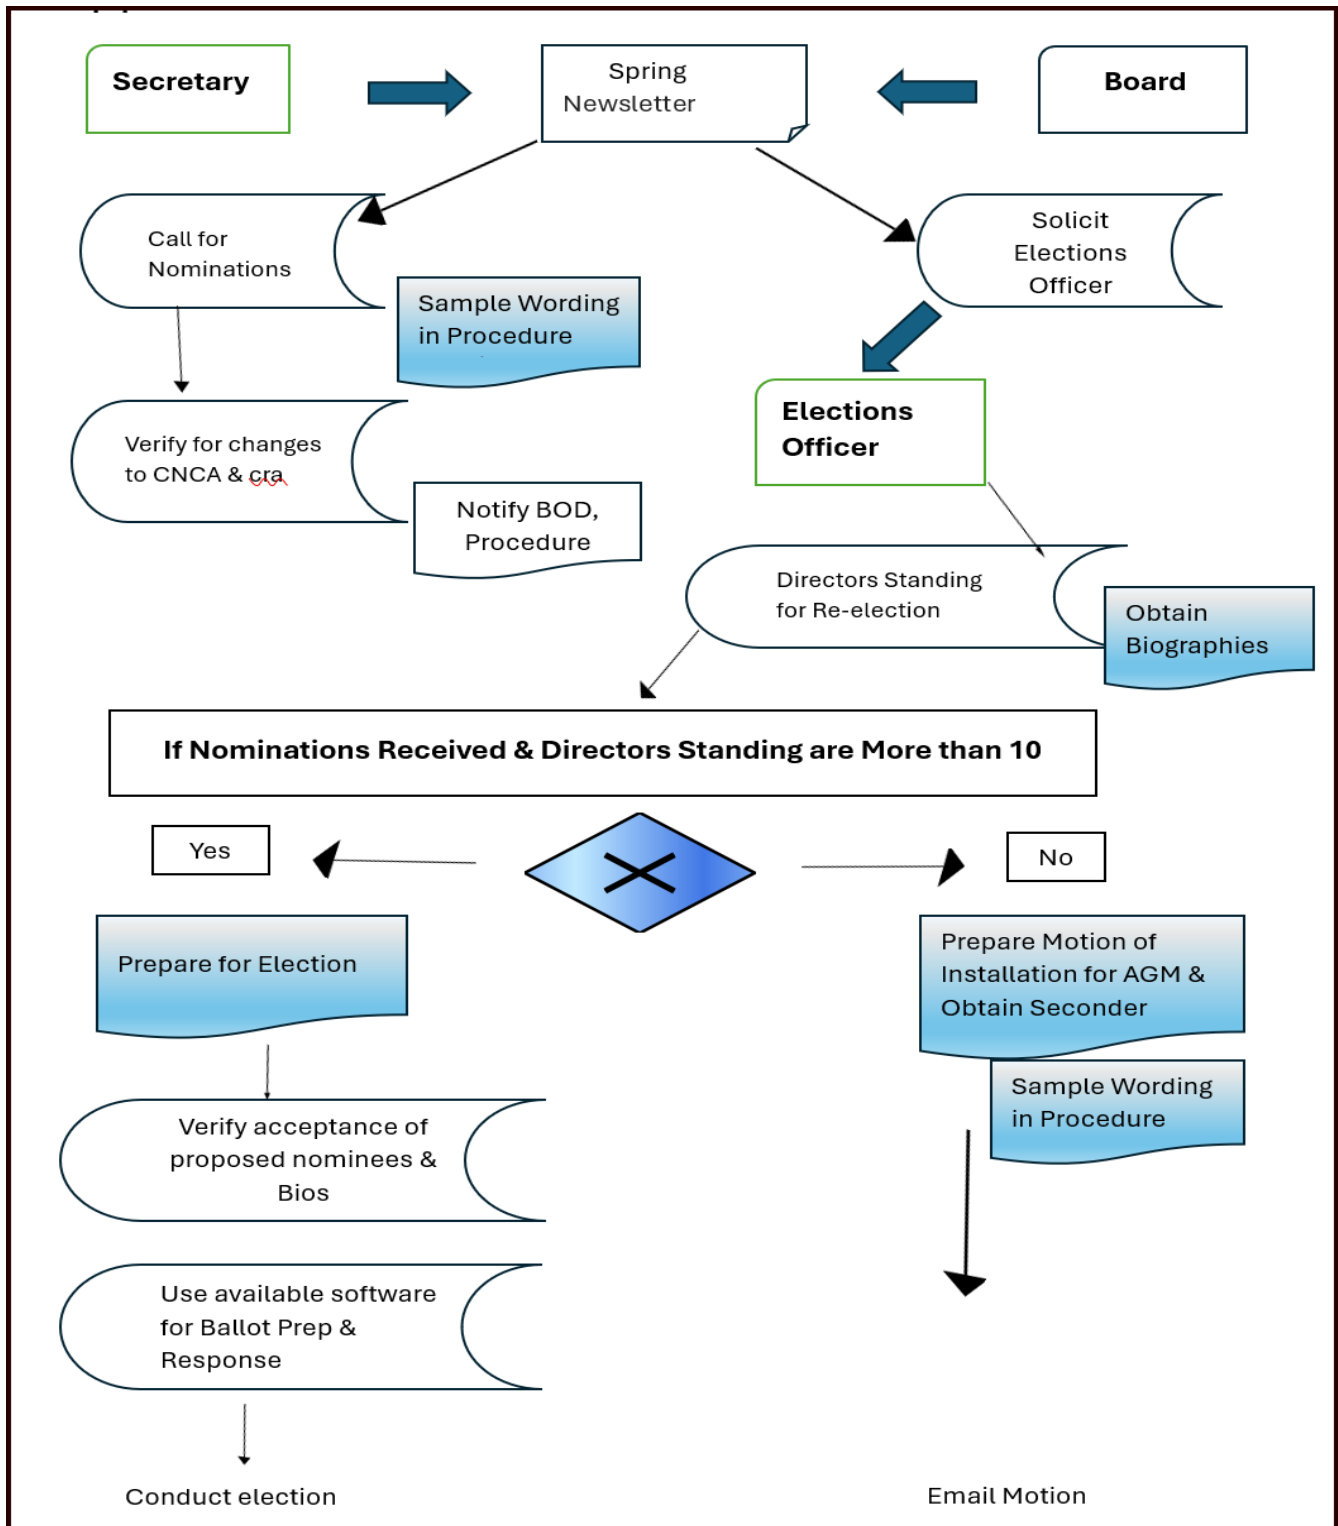 Secretary
Spring
Newsletter
Board
Call for
Nominations
Solicit
Elections
Officer
Sample Wording
in Procedure
Elections
Officer
Verify for changes
to CNCA & cra
Notify BOD,
Procedure
Directors Standing
for Re-election
Obtain
Biographies
If Nominations Received & Directors Standing are More than 10
Yes
No
Prepare for Election
Prepare Motion of
Installation for AGM &
Obtain Seconder
Sample Wording
in Procedure
Verify acceptance of
proposed nominees &
Bios
Use available software
for Ballot Prep &
Response
Conduct election
Email Motion